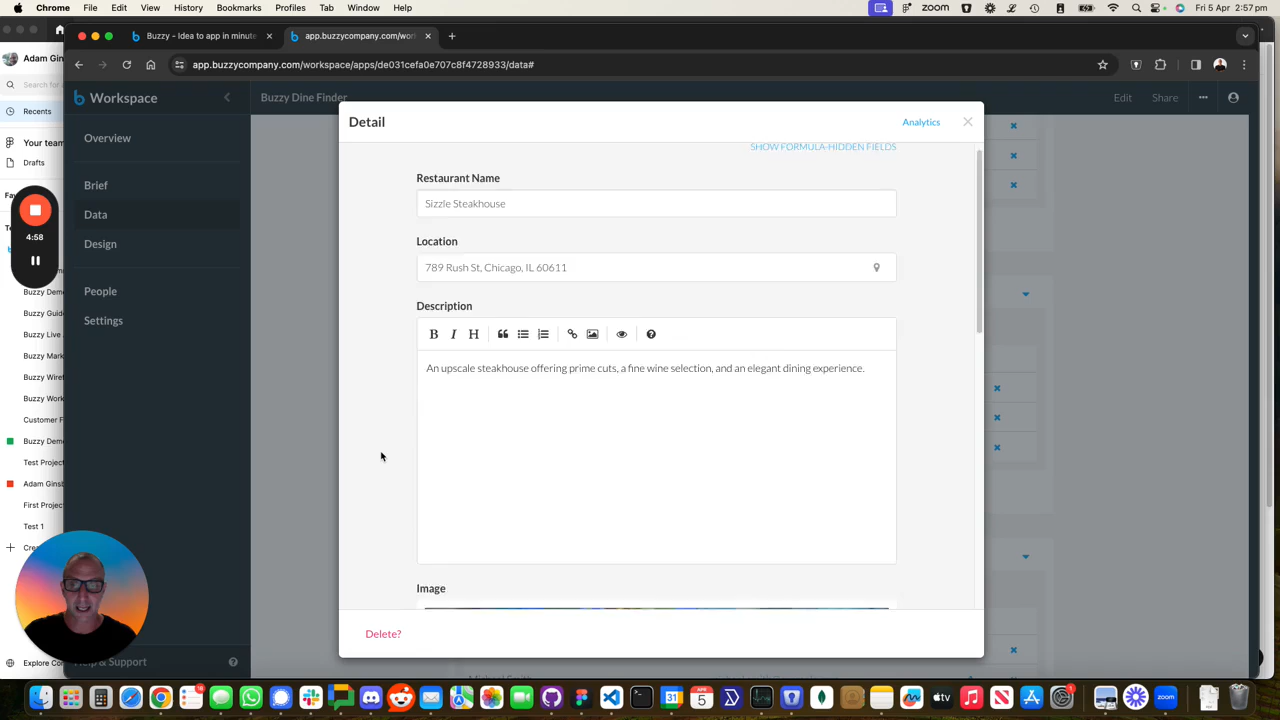 Chrome File Edit View History Bookmarks Profiles Tab Window Help
zoom Fri 5 Apr 2:57 pm
Buzzy - Idea to app in minute
app.buzzycompany.com/wor
app.buzzycompany.com/workspace/apps/de031cefa0e707c8f4728933/data#
Adam Gins
Search for
Recents
Your team
Drafts
Buzzy Dem
Buzzy Guid
Buzzy Live
Buzzy Mark
Buzzy Wiref
Buzzy Work
Customer F
Buzzy Demo
Test Project
Adam Ginsb
First Project
Test 1
Explore Co
4:58
Workspace
Overview
Brief
Data
Design
People
Settings
Help & Support
Buzzy Dine Finder
Edit
Share
Detail
Analytics
SHOW FORMULA-HIDDEN FIELDS
Restaurant Name
Sizzle Steakhouse
Location
789 Rush St, Chicago, IL 60611
Description
B I H
An upscale steakhouse offering prime cuts, a fine wine selection, and an elegant dining experience.
Image
Delete?
Michael Smith